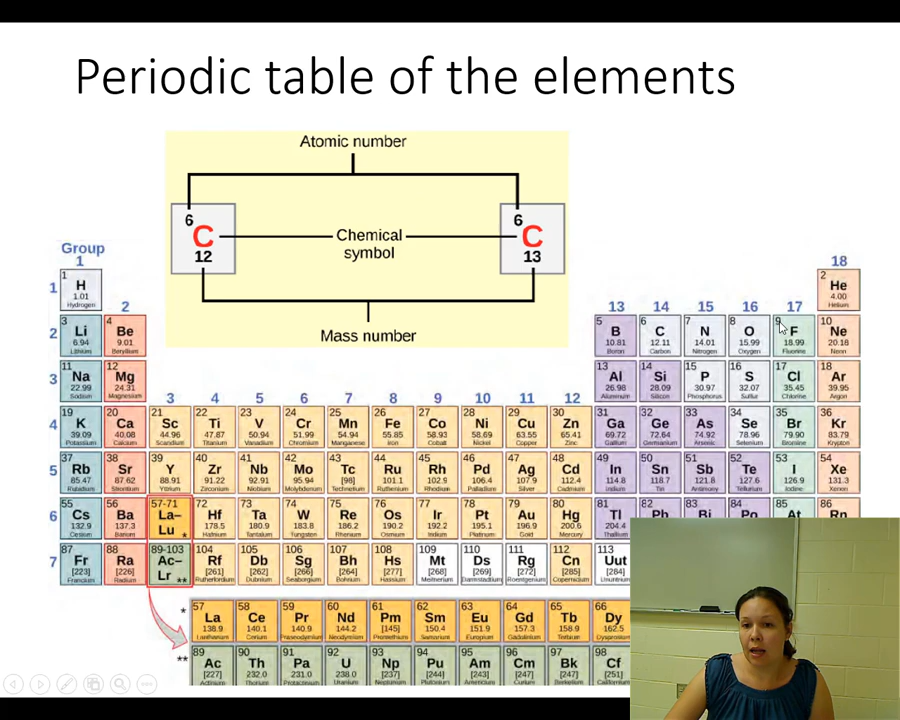 Periodic table of the elements
Atomic number
6 6
C Chemical C
symbol
12 13
Mass number
Group
1 18
1 2
H He
1.01 4.00
Hydrogen Helium
1
2 13 14 15 16 17
3 4 5 6 7 8 9 10
2 Li Be B C N O F Ne
6.94 9.01 10.81 12.11 14.01 15.99 18.99 20.18
Lithium Beryllium Boron Carbon Nitrogen Oxygen Fluorine Neon
11 12 13 14 15 16 17 18
3 Na Mg Al Si P S Cl Ar
22.99 24.31 26.98 28.09 30.97 32.07 35.45 39.95
Sodium Magnesium Aluminum Silicon Phosphorus Sulfur Chlorine Argon
3 4 5 6 7 8 9 10 11 12
19 20 21 22 23 24 25 26 27 28 29 30 31 32 33 34 35 36
4 K Ca Sc Ti V Cr Mn Fe Co Ni Cu Zn Ga Ge As Se Br Kr
39.09 40.08 44.96 47.87 50.94 51.99 54.94 55.85 58.93 58.69 63.55 65.41 69.72 72.64 74.92 78.96 79.90 83.79
Potassium Calcium Scandium Titanium Vanadium Chromium Manganese Iron Cobalt Nickel Copper Zinc Gallium Germanium Arsenic Selenium Bromine Krypton
37 38 39 40 41 42 43 44 45 46 47 48 49 50 51 52 53 54
5 Rb Sr Y Zr Nb Mo Tc Ru Rh Pd Ag Cd In Sn Sb Te I Xe
85.47 87.62 88.91 91.22 92.91 95.94 [98] 101.1 102.9 106.4 107.9 112.4 114.8 118.7 121.8 127.6 126.9 131.3
Rubidium Strontium Yttrium Zirconium Niobium Molybdenum Technetium Ruthenium Rhodium Palladium Silver Cadmium Indium Tin Antimony Tellurium Iodine Xenon
55 56 57-71 72 73 74 75 76 77 78 79 80 81 82 83 84 85 86
6 Cs Ba La– Lu * Hf Ta W Re Os Ir Pt Au Hg Tl Pb Bi Po At Rn
132.9 137.3 178.5 180.9 183.8 186.2 190.2 192.2 195.1 196.9 200.6 204.4
Cesium Barium Hafnium Tantalum Tungsten Rhenium Osmium Iridium Platinum Gold Mercury Thallium
87 88 89-103 104 105 106 107 108 109 110 111 112 113
7 Fr Ra Ac– Lr ** Rf Db Sg Bh Hs Mt Ds Rg Cn Uut
[223] [226] [261] [262] [266] [264] [277] [268] [269] [272] [285] [284]
Francium Radium Rutherfordium Dubnium Seaborgium Bohrium Hassium Meitnerium Darmstadtium Roentgenium Copernicium Ununtrium
57 58 59 60 61 62 63 64 65 66
* La Ce Pr Nd Pm Sm Eu Gd Tb Dy
138.9 140.1 140.9 144.2 [145] 150.4 151.9 157.3 158.9 162.5
Lanthanum Cerium Praseodymium Neodymium Promethium Samarium Europium Gadolinium Terbium Dysprosium
89 90 91 92 93 94 95 96 97 98
** Ac Th Pa U Np Pu Am Cm Bk Cf
[227] 232.0 231.0 238.0 [237] [244] [243] [247] [247] [251]
Actinium Thorium Protactinium Uranium Neptunium Plutonium Americium Curium Berkelium